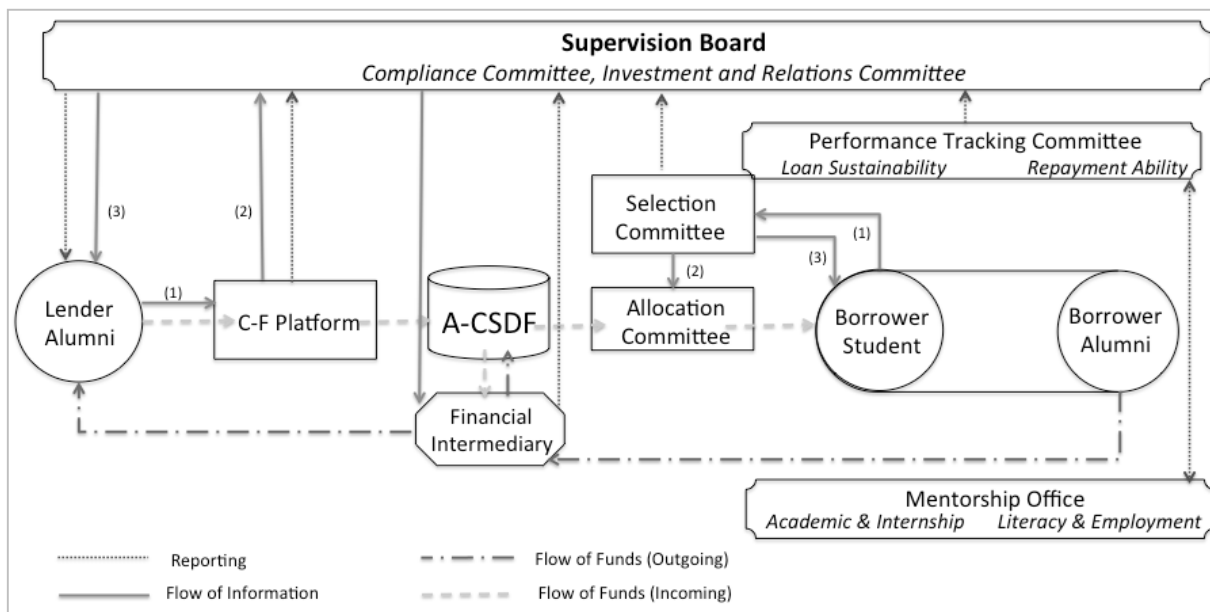 Supervision Board
Compliance Committee, Investment and Relations Committee
Performance Tracking Committee
Loan Sustainability Repayment Ability
(3)
(2)
Selection
Committee
(1)
(3)
(2)
Lender
Alumni
(1)
C-F Platform
A-CSDF
Allocation
Committee
Borrower
Student
Borrower
Alumni
Financial
Intermediary
Mentorship Office
Academic & Internship Literacy & Employment
Reporting
Flow of Funds (Outgoing)
Flow of Information
Flow of Funds (Incoming)